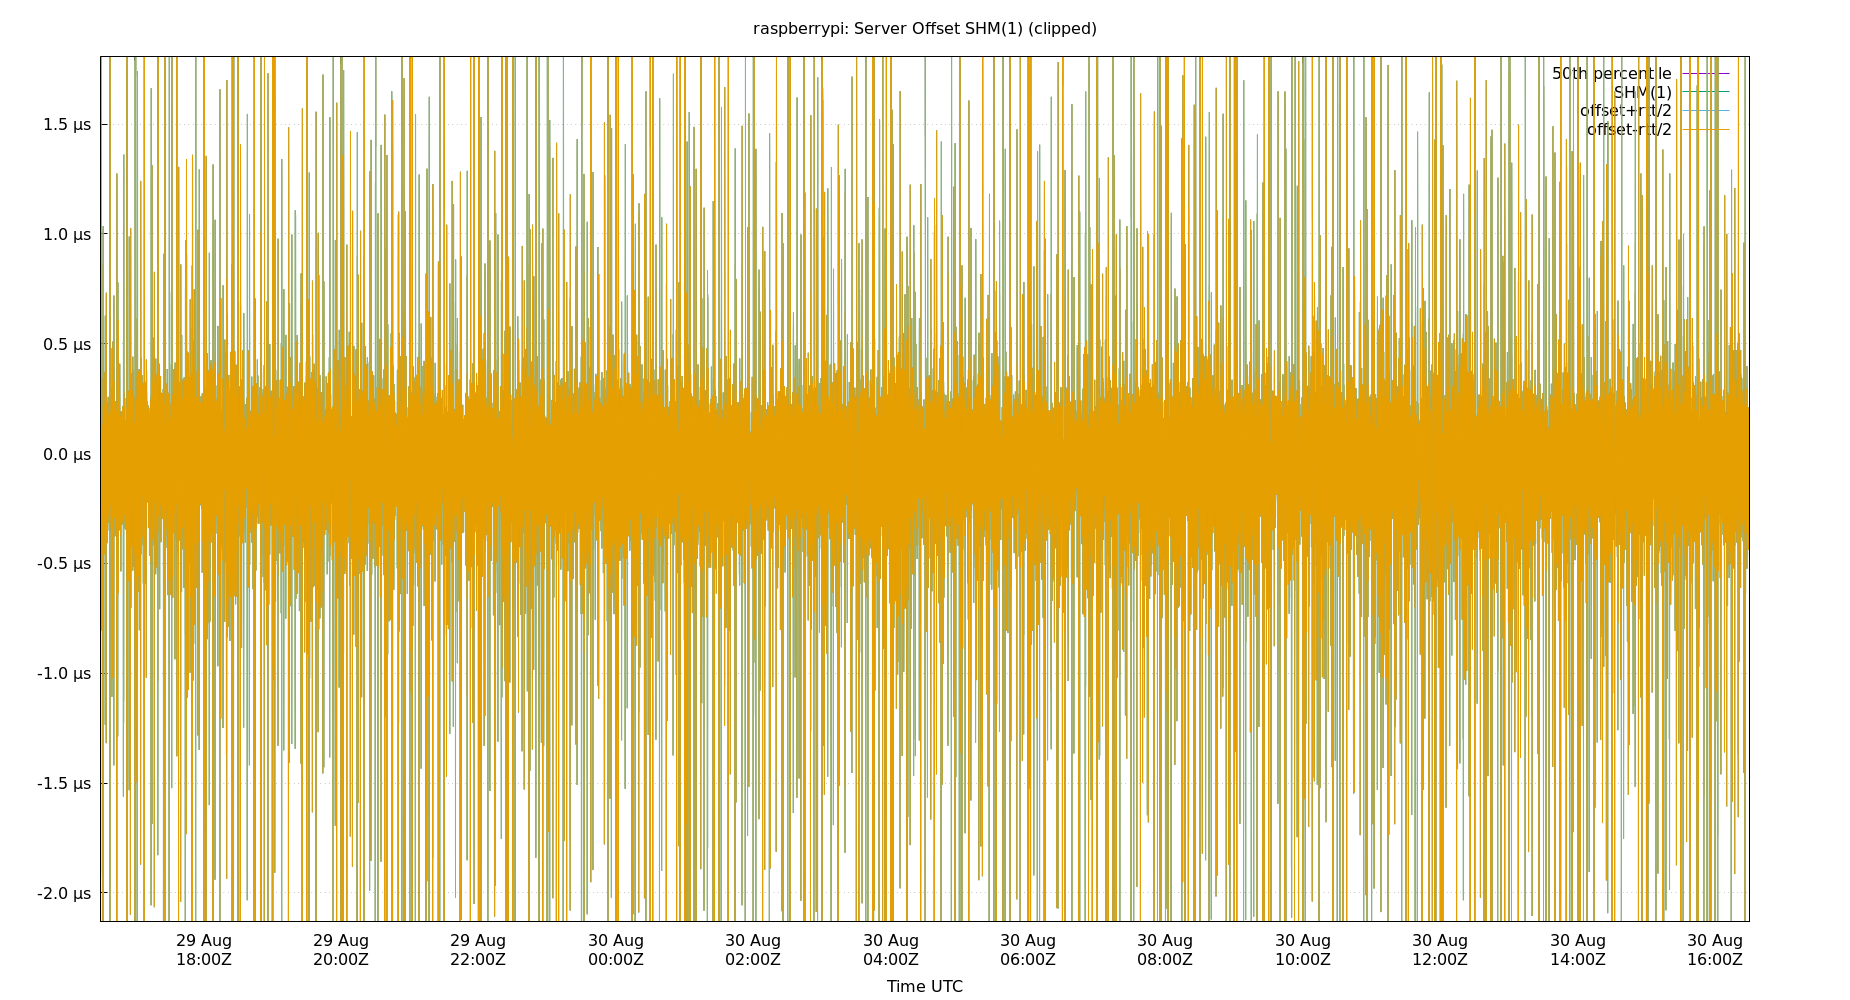 raspberrypi: Server Offset SHM(1) (clipped)
50th percentile
SHM(1)
offset+rtt/2
offset-rtt/2
1.5 µs
1.0 µs
0.5 µs
0.0 µs
-0.5 µs
-1.0 µs
-1.5 µs
-2.0 µs
29 Aug 29 Aug 29 Aug 30 Aug 30 Aug 30 Aug 30 Aug 30 Aug 30 Aug 30 Aug 30 Aug 30 Aug
18:00Z 20:00Z 22:00Z 00:00Z 02:00Z 04:00Z 06:00Z 08:00Z 10:00Z 12:00Z 14:00Z 16:00Z
Time UTC